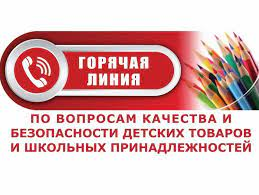 ГОРЯЧАЯ
ЛИНИЯ
ПО ВОПРОСАМ КАЧЕСТВА И
БЕЗОПАСНОСТИ ДЕТСКИХ ТОВАРОВ
И ШКОЛЬНЫХ ПРИНАДЛЕЖНОСТЕЙ